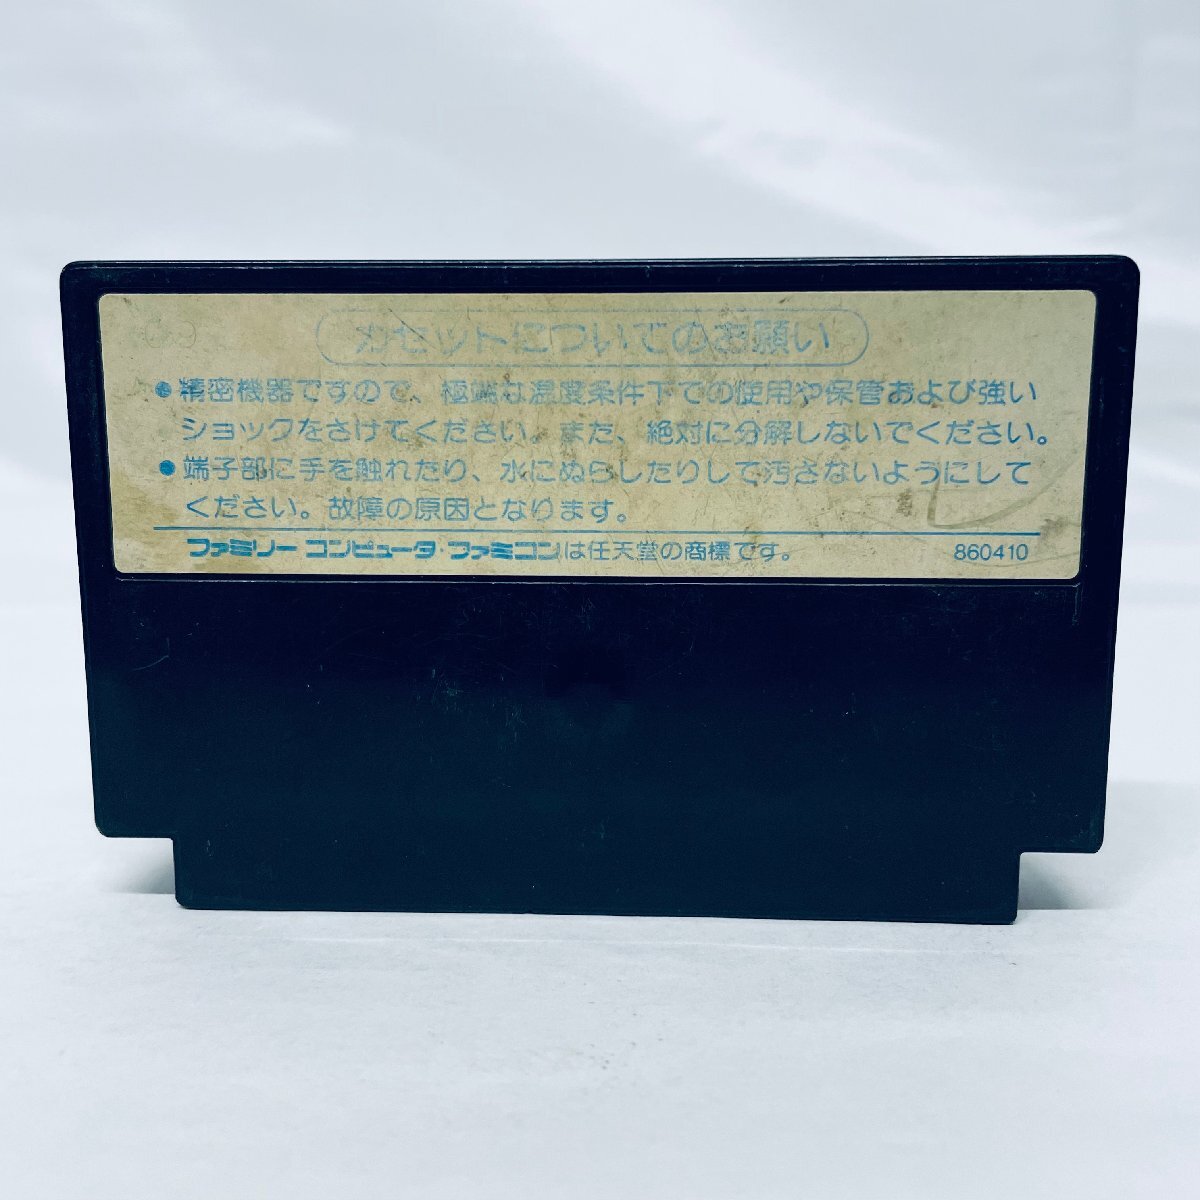 カセットについてのお願い
●精密機器ですので、極端な温度条件下での使用や保管および強い
ショックをさけてください。また、絶対に分解しないでください。
●端子部に手を触れたり、水にぬらしたりして汚さないようにして
ください。故障の原因となります。
ファミリー コンピュータ・ファミコンは任天堂の商標です。 860410